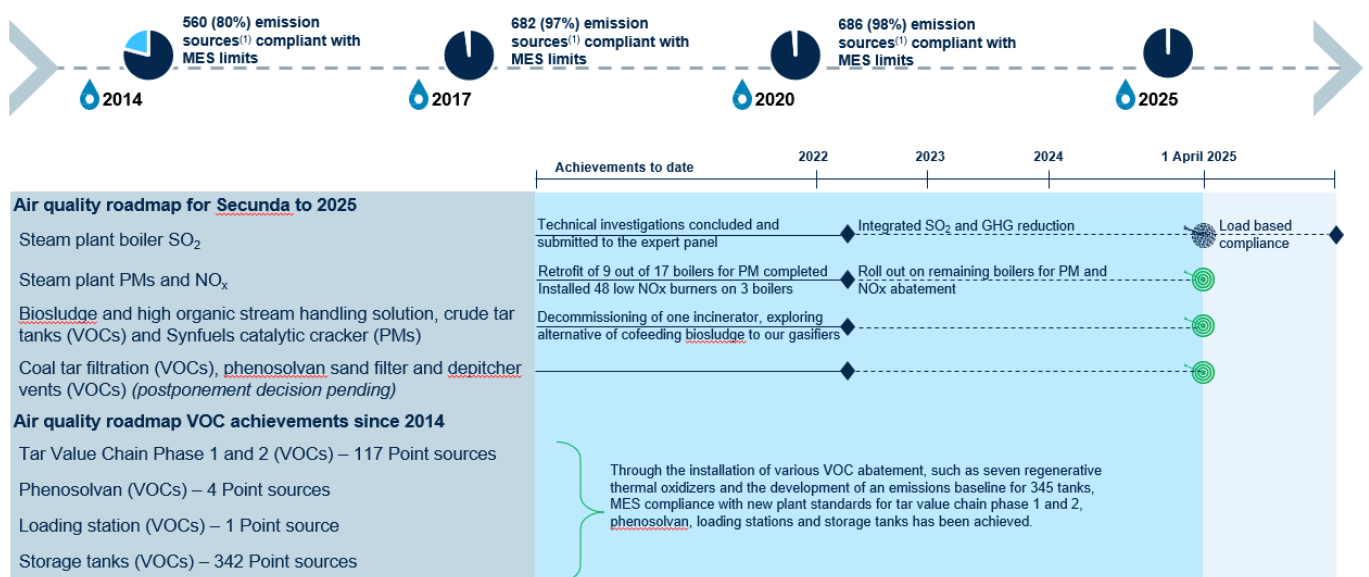 560 (80%) emission
sources(1) compliant with
MES limits
682 (97%) emission
sources(1) compliant with
MES limits
686 (98%) emission
sources(1) compliant with
MES limits
2014
2017
2020
2025
Achievements to date
2022
2023
2024
1 April 2025
Air quality roadmap for Secunda to 2025
Steam plant boiler SO₂
Technical investigations concluded and
submitted to the expert panel
Integrated SO₂ and GHG reduction
Load based
compliance
Steam plant PMs and NOₓ
Retrofit of 9 out of 17 boilers for PM completed
Installed 48 low NOx burners on 3 boilers
Roll out on remaining boilers for PM and
NOx abatement
Biosludge and high organic stream handling solution, crude tar
tanks (VOCs) and Synfuels catalytic cracker (PMs)
Decommissioning of one incinerator, exploring
alternative of cofeeding biosludge to our gasifiers
Coal tar filtration (VOCs), phenosolvan sand filter and depitcher
vents (VOCs) (postponement decision pending)
Air quality roadmap VOC achievements since 2014
Tar Value Chain Phase 1 and 2 (VOCs) – 117 Point sources
Phenosolvan (VOCs) – 4 Point sources
Loading station (VOCs) – 1 Point source
Storage tanks (VOCs) – 342 Point sources
Through the installation of various VOC abatement, such as seven regenerative
thermal oxidizers and the development of an emissions baseline for 345 tanks,
MES compliance with new plant standards for tar value chain phase 1 and 2,
phenosolvan, loading stations and storage tanks has been achieved.